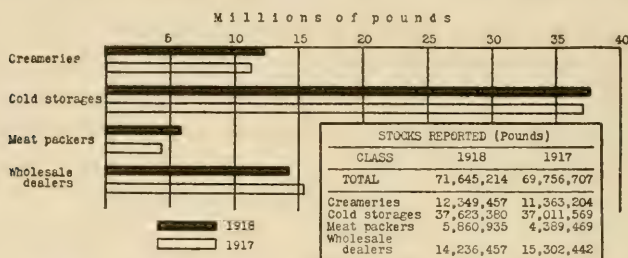 Millions of pounds
5 10 15 20 25 30 35 40
Creameries
Cold storages
Meat packers
Wholesale
dealers
STOCKS REPORTED (Pounds)
CLASS 1918 1917
TOTAL 71,645,214 69,756,707
Creameries 12,349,457 11,363,204
Cold storages 37,623,380 37,011,569
Meat packers 5,860,935 4,389,469
Wholesale
dealers 14,236,457 15,302,442
1918
1917